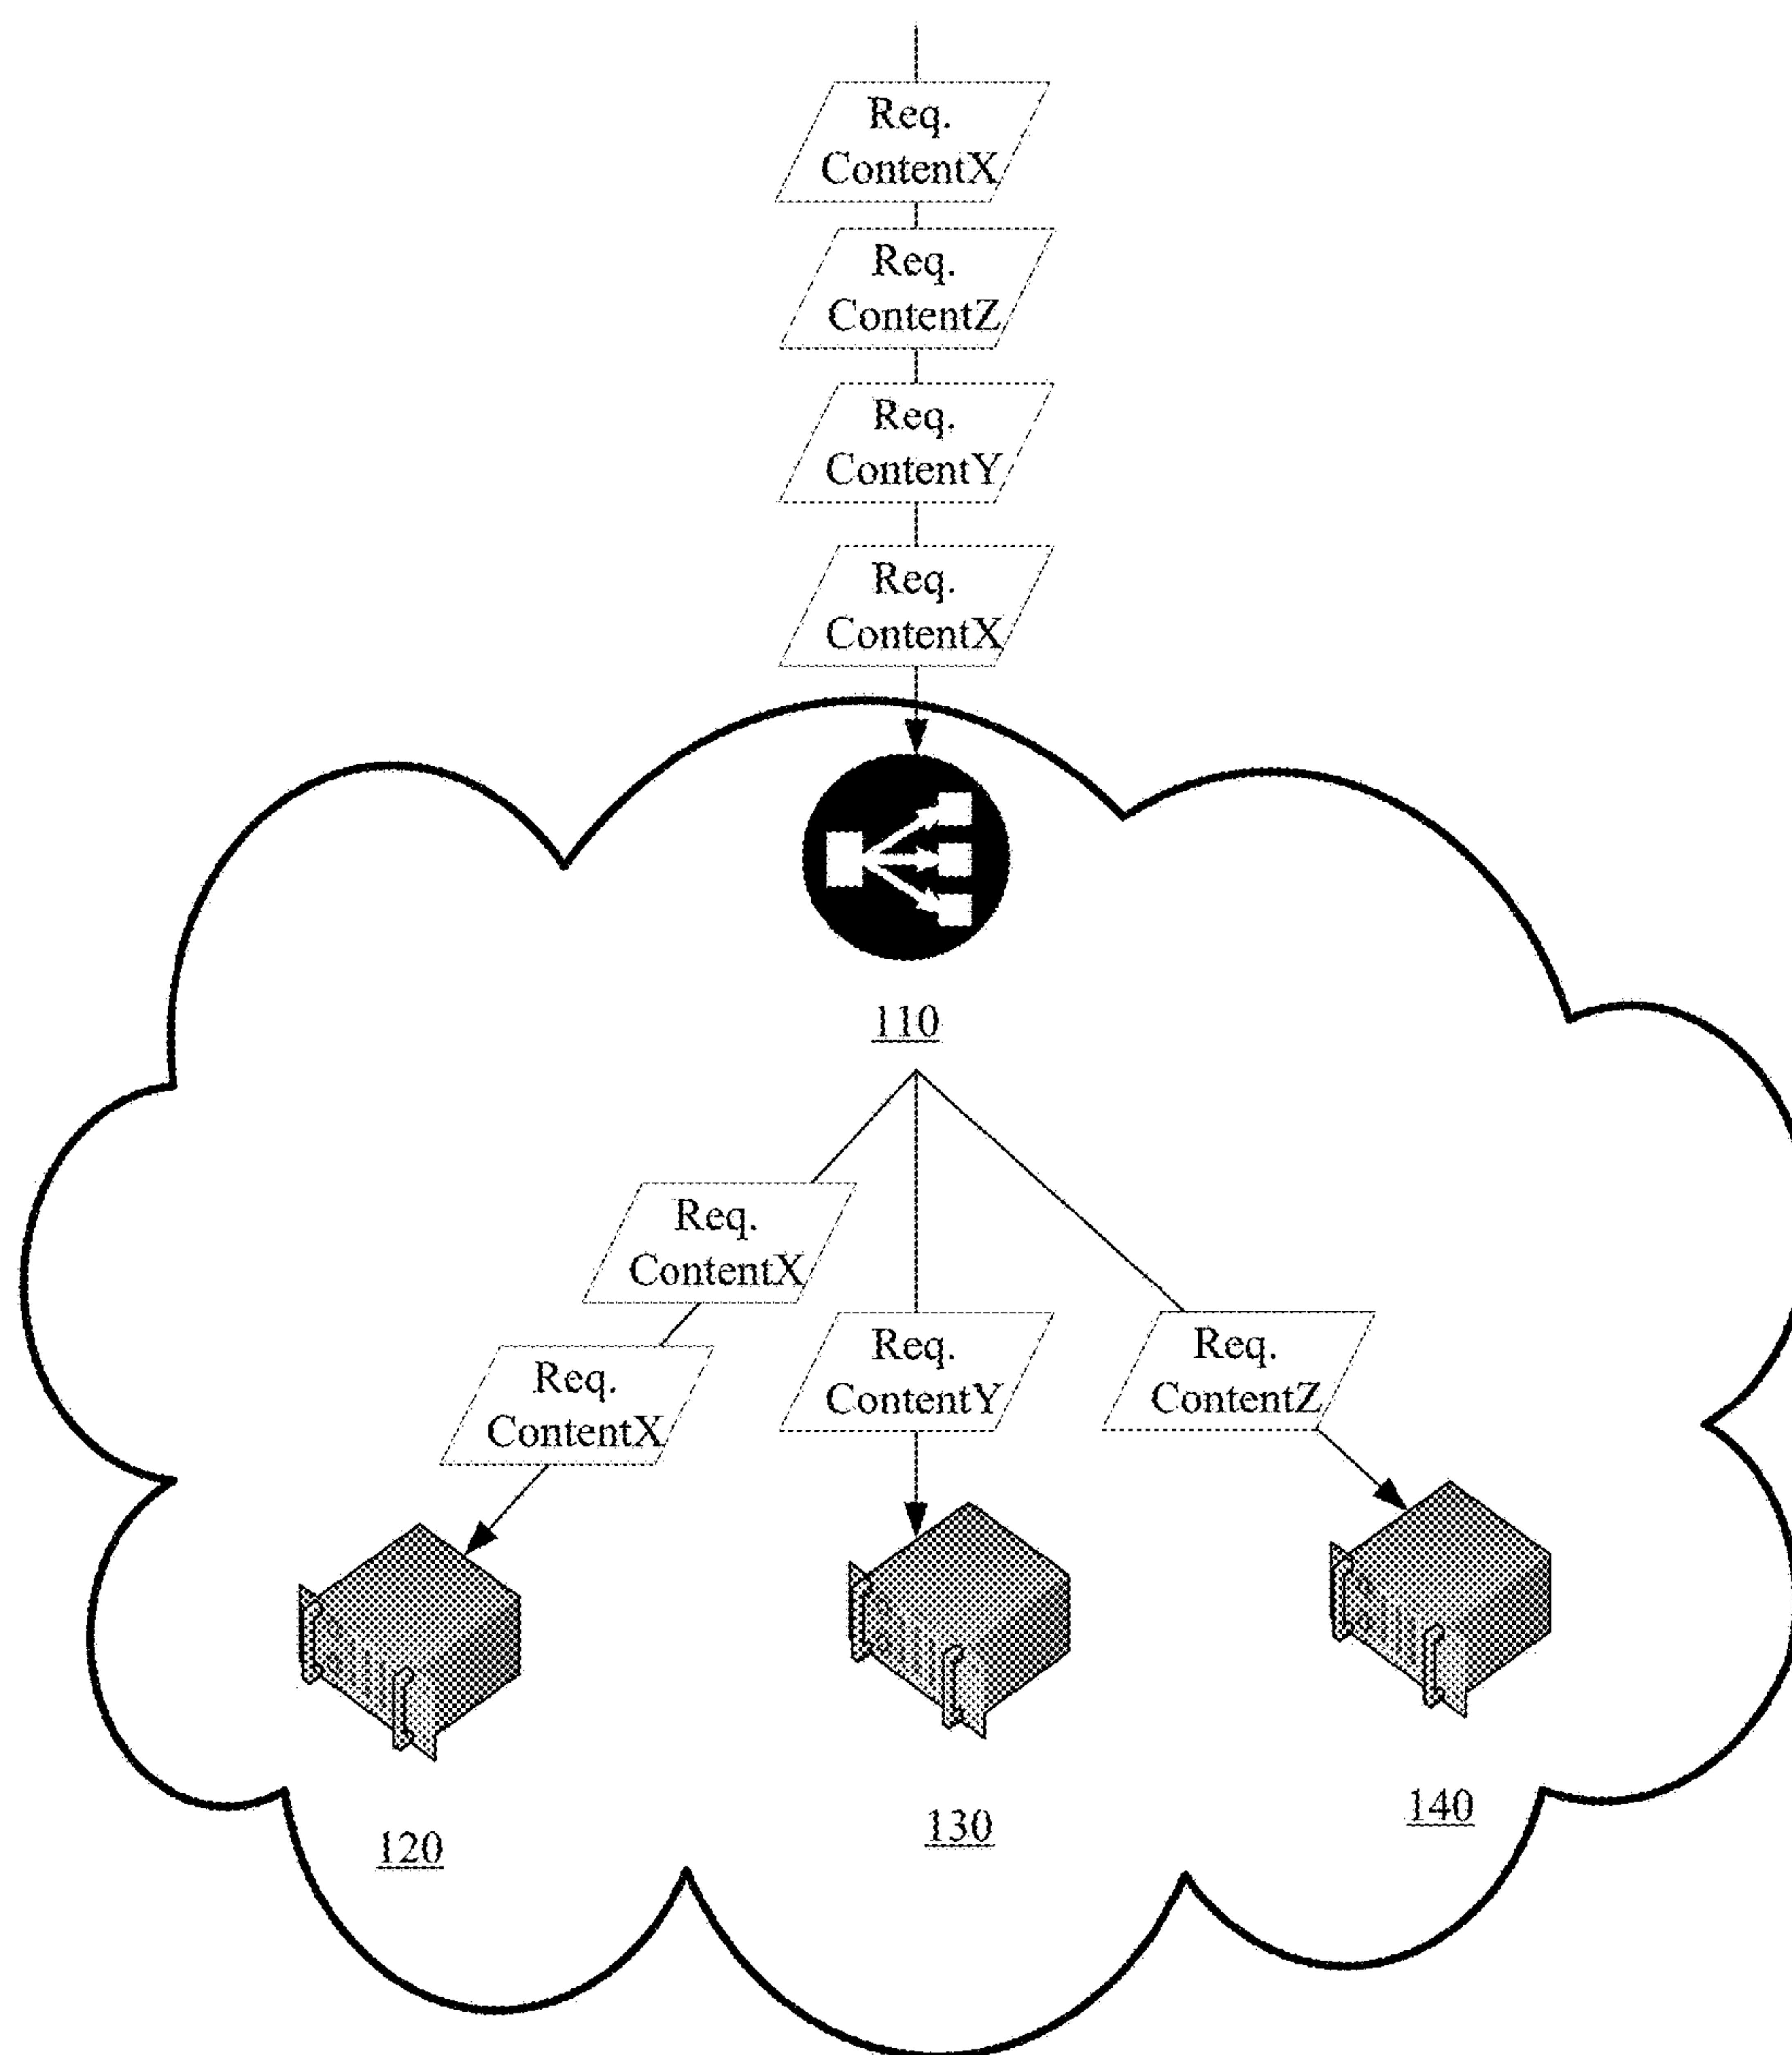 Req.
ContentX
Req.
ContentZ
Req.
ContentY
Req.
ContentX
110
Req.
ContentX
Req.
ContentX
Req.
ContentY
Req.
ContentZ
120
130
140